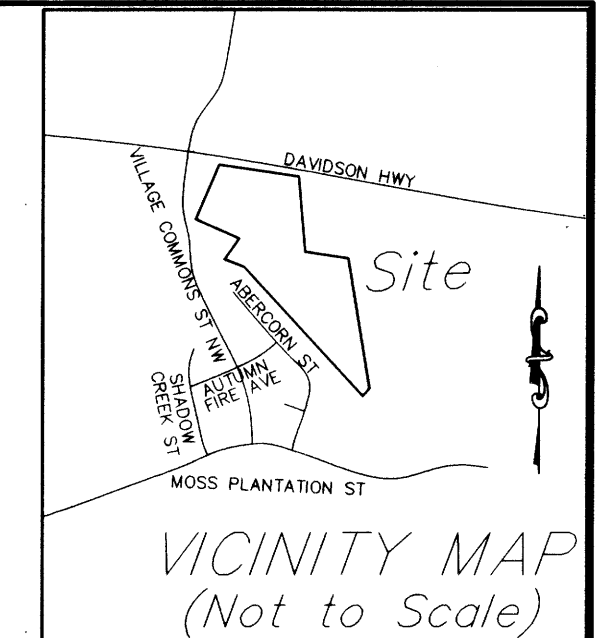 DAVIDSON HWY
VILLAGE COMMONS ST NW
Site
ABERCORN ST
AUTUMN
FIRE AVE
SHADOW
CREEK ST
MOSS PLANTATION ST
VICINITY MAP
(Not to Scale)